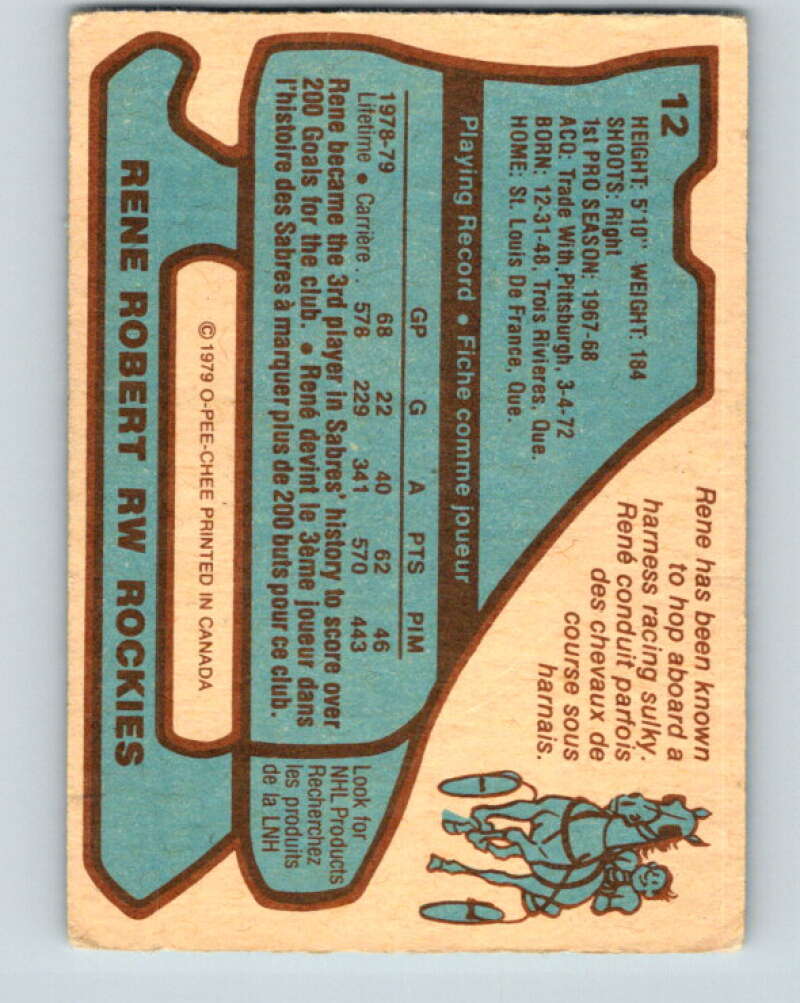 12
HEIGHT: 5'10" WEIGHT: 184
SHOOTS: Right
1st PRO SEASON: 1967-68
ACQ: Trade With Pittsburgh, 3-4-72
BORN: 12-31-48, Trois Rivieres, Que.
HOME: St. Louis De France, Que.
Rene has been known
to hop aboard a
harness racing sulky.
René conduit parfois
des chevaux de
course sous
harnais.
Playing Record • Fiche comme joueur
GP G A PTS PIM
1978-79 68 22 40 62 46
Lifetime • Carrière . . 578 229 341 570 443
Rene became the 3rd player in Sabres' history to score over
200 Goals for the club. • René devint le 3ème joueur dans
l'histoire des Sabres à marquer plus de 200 buts pour ce club.
Look for
NHL Products
Recherchez
les produits
de la LNH
© 1979 O-PEE-CHEE PRINTED IN CANADA
RENE ROBERT RW ROCKIES